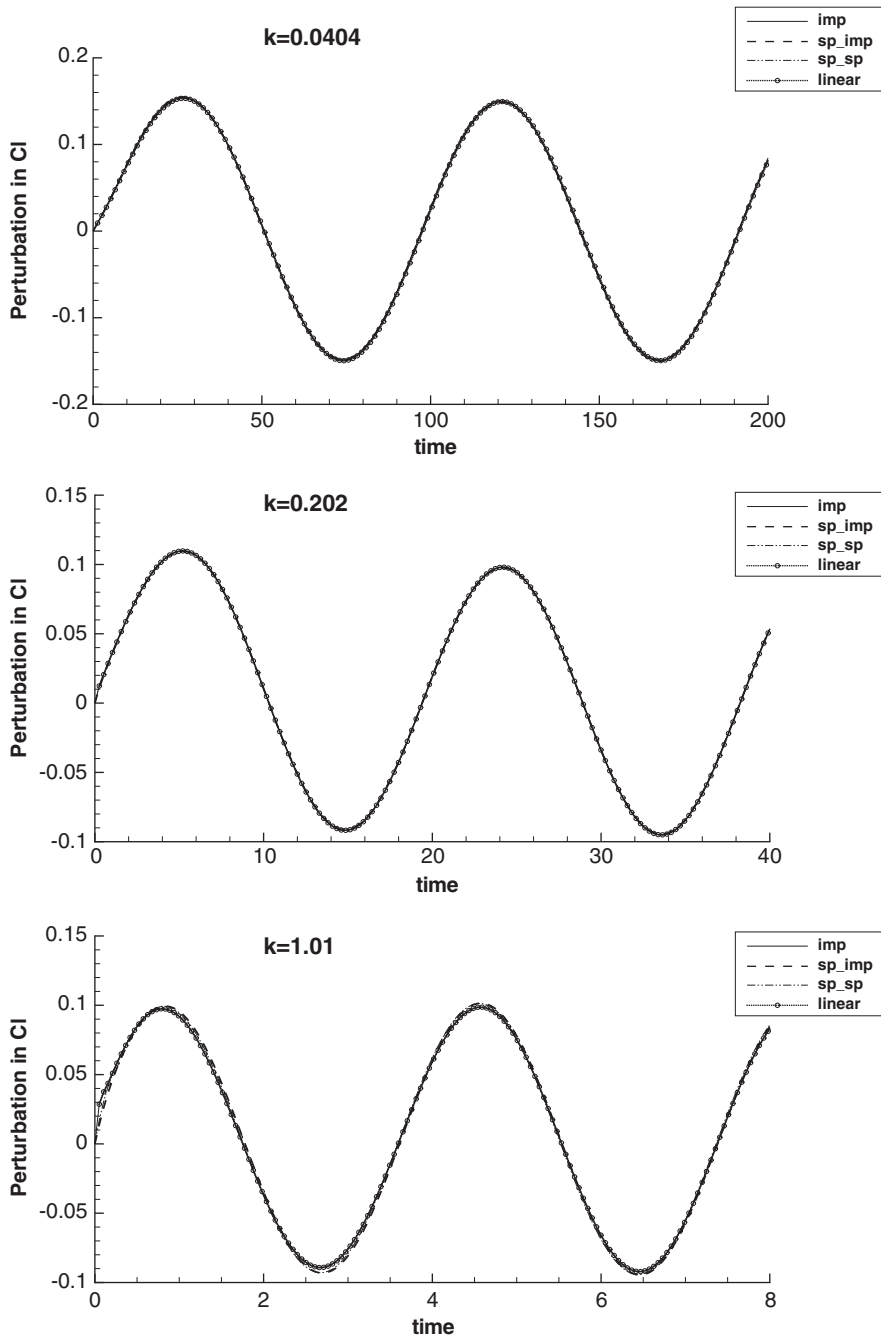 k=0.0404
imp
sp_imp
sp_sp
linear
0.2
0.1
0
-0.1
-0.2
Perturbation in Cl
0 50 100 150 200
time
k=0.202
imp
sp_imp
sp_sp
linear
0.15
0.1
0.05
0
-0.05
-0.1
Perturbation in Cl
0 10 20 30 40
time
k=1.01
imp
sp_imp
sp_sp
linear
0.15
0.1
0.05
0
-0.05
-0.1
Perturbation in Cl
0 2 4 6 8
time